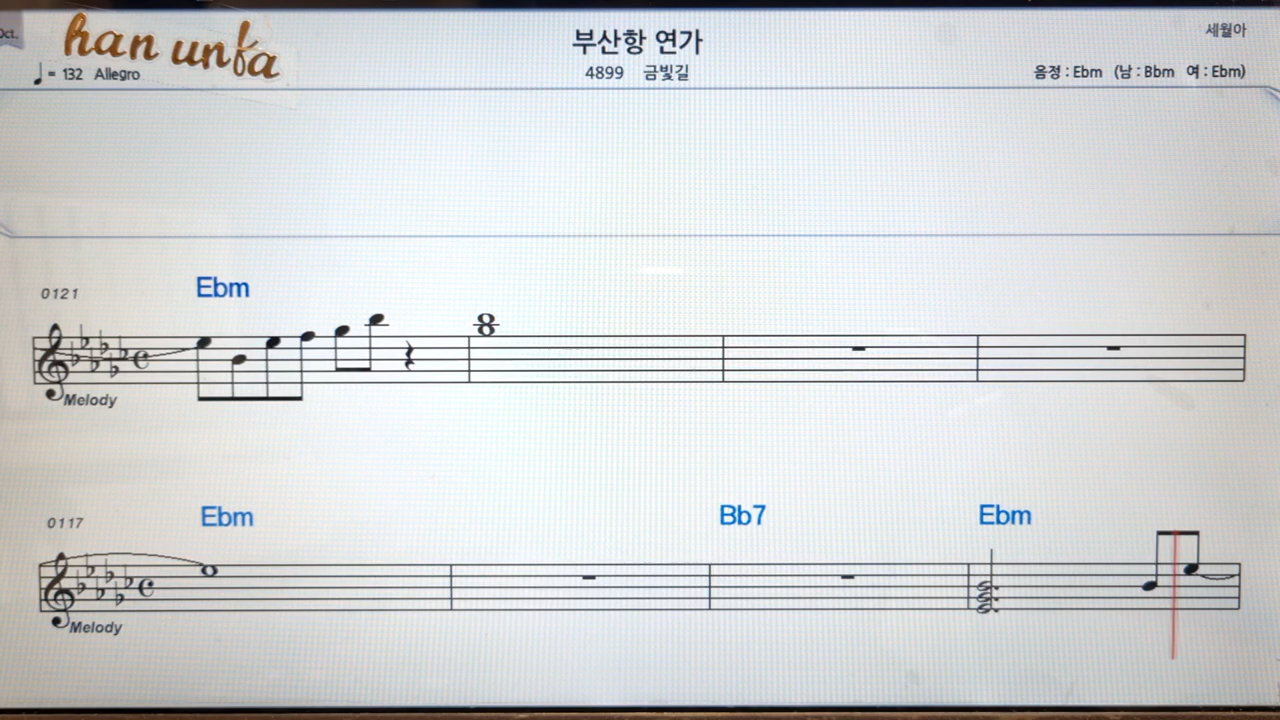 Oct.
han unfa
부산항 연가
세월아
♩ = 132 Allegro
4899 금빛길
음정 : Ebm (남 : Bbm 여 : Ebm)
0121
Ebm
Melody
0117
Ebm Bb7 Ebm
Melody